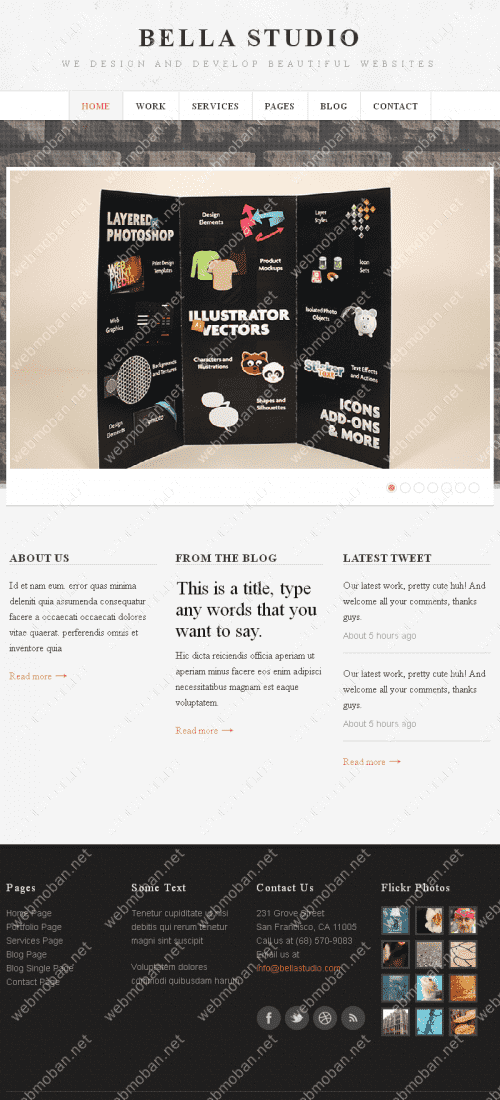 BELLA STUDIO
WE DESIGN AND DEVELOP BEAUTIFUL WEBSITES
HOME
WORK
SERVICES
PAGES
BLOG
CONTACT
LAYERED
PHOTOSHOP
Design
Elements
Layer
Styles
WEB
PRINT
MEDIA
Print Design
Templates
Product
Mockups
Icon
Sets
Web
Graphics
ILLUSTRATOR
VECTORS
Isolated Photo
Objects
Backgrounds
and Textures
Characters and
Illustrations
Sticker
Text Effects
and Actions
Design
Elements
Shapes and
Silhouettes
ICONS
ADD-ONS
& MORE
ABOUT US
Id et nam eum. error quas minima
deleniti quia assumenda consequatur
facere a occaecati occaecati dolores
vitae quaerat. perferendis omnis et
inventore quia
Read more →
FROM THE BLOG
This is a title, type
any words that you
want to say.
Hic dicta reiciendis officia aperiam ut
aperiam minus facere eos enim adipisci
necessitatibus magnam est eaque
voluptatem
Read more →
LATEST TWEET
Our latest work, pretty cute huh! And
welcome all your comments, thanks
guys.
About 5 hours ago
Our latest work, pretty cute huh! And
welcome all your comments, thanks
guys.
About 5 hours ago
Read more →
Pages
Home Page
Portfolio Page
Services Page
Blog Page
Blog Single Page
Contact Page
Some Text
Tenetur cupiditate ut nisi
debitis qui rerum tenetur
magni sint suscipit
Voluptatem dolores
commodi quibusdam harum
Contact Us
231 Grove Street
San Francisco, CA 11005
Call us at (68) 570-9083
Email us at
info@bellastudio.com
Flickr Photos
webmoban.net